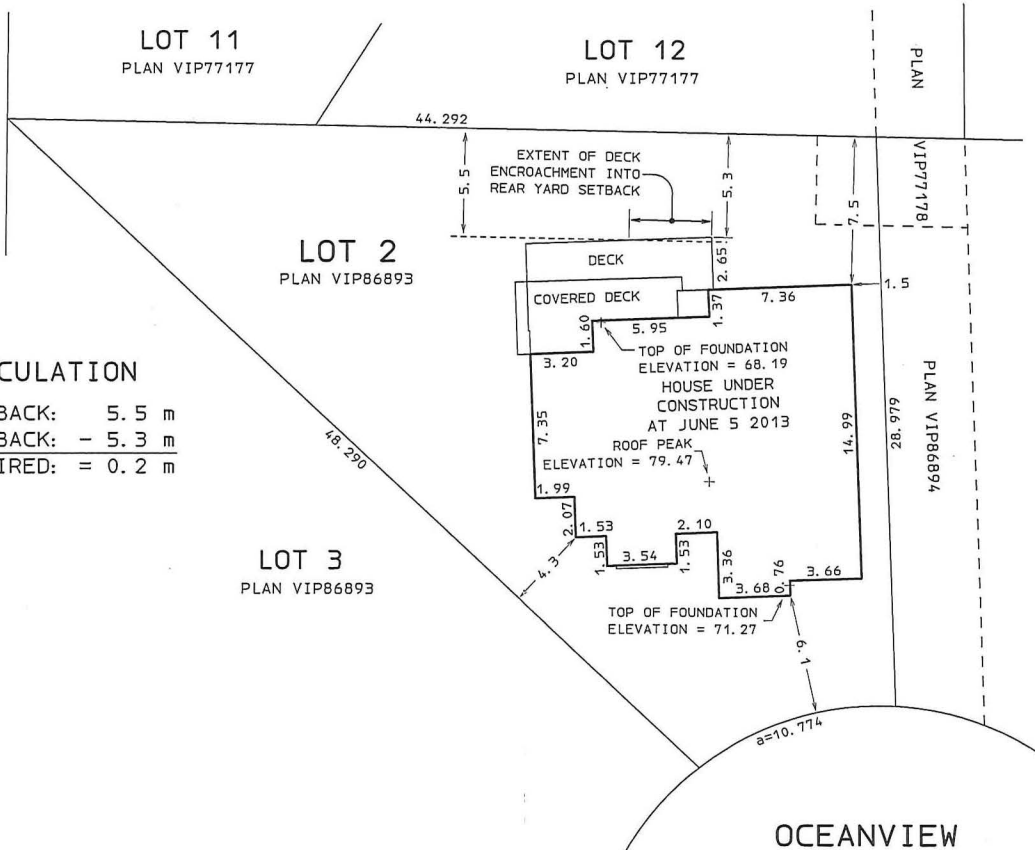 LOT 11
PLAN VIP77177
LOT 12
PLAN VIP77177
PLAN
VIP77178
44.292
5.5
EXTENT OF DECK
ENCROACHMENT INTO
REAR YARD SETBACK
5.3
7.5
LOT 2
PLAN VIP86893
DECK
2.65
COVERED DECK
7.36
1.5
1.37
1.60
5.95
3.20
TOP OF FOUNDATION
ELEVATION = 68.19
HOUSE UNDER
CONSTRUCTION
AT JUNE 5 2013
ROOF PEAK
ELEVATION = 79.47
CULATION
BACK: 5.5 m
BACK: - 5.3 m
IRED: = 0.2 m
7.35
14.99
28.979
PLAN VIP86894
48.290
1.99
2.07
1.53
1.53
3.54
1.53
2.10
3.36
3.68
0.76
3.66
4.3
LOT 3
PLAN VIP86893
TOP OF FOUNDATION
ELEVATION = 71.27
6.1
a=10.774
OCEANVIEW